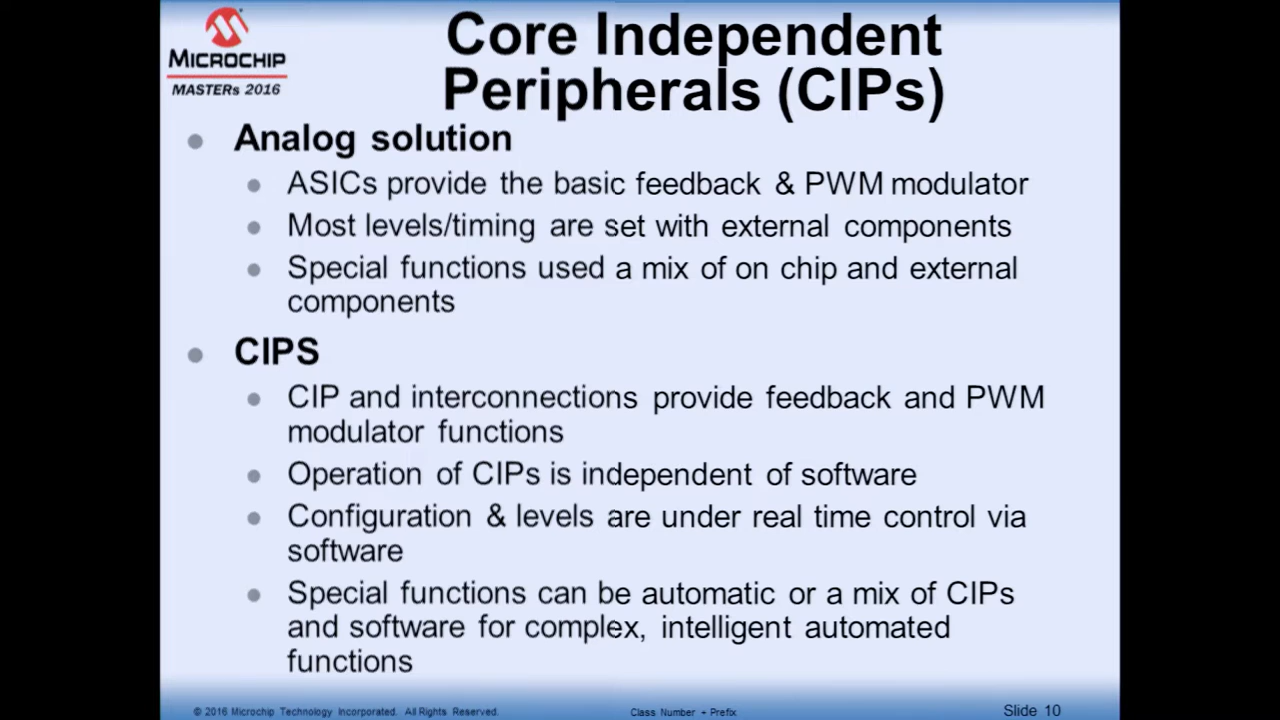 MICROCHIP
MASTERs 2016
Core Independent
Peripherals (CIPs)
Analog solution
ASICs provide the basic feedback & PWM modulator
Most levels/timing are set with external components
Special functions used a mix of on chip and external
components
CIPS
CIP and interconnections provide feedback and PWM
modulator functions
Operation of CIPs is independent of software
Configuration & levels are under real time control via
software
Special functions can be automatic or a mix of CIPs
and software for complex, intelligent automated
functions
© 2016 Microchip Technology Incorporated. All Rights Reserved.
Class Number + Prefix
Slide 10